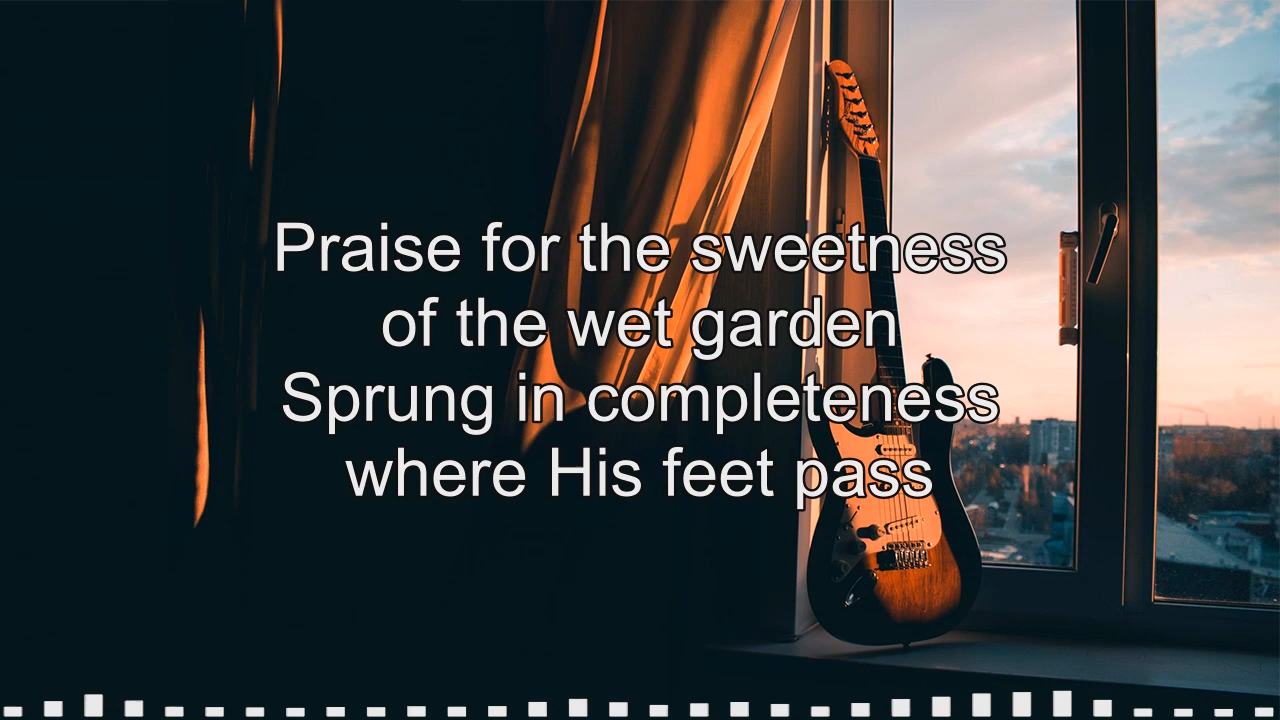 Praise for the sweetness
of the wet garden
Sprung in completeness
where His feet pass